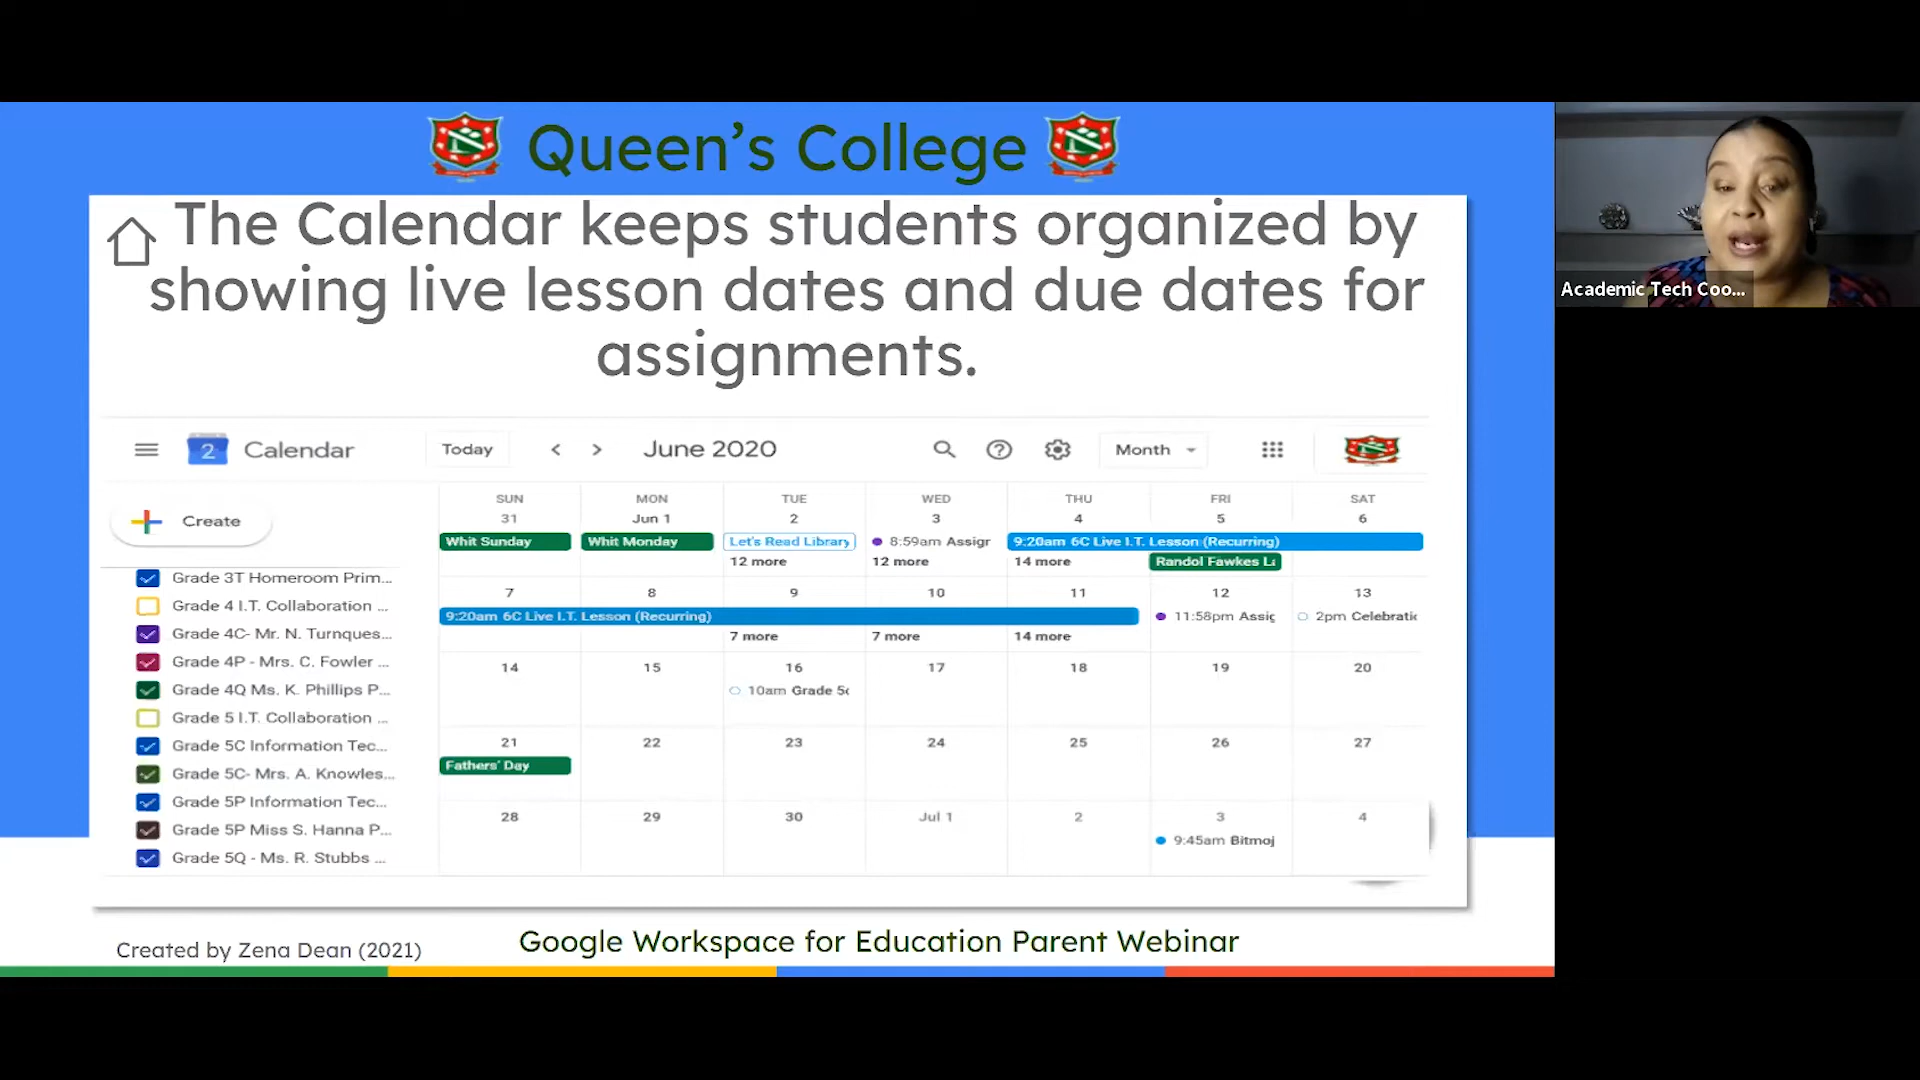 Queen's College
The Calendar keeps students organized by
showing live lesson dates and due dates for
assignments.
2 Calendar Today June 2020 Month
Create
SUN MON TUE WED THU FRI SAT
31 Jun 1 2 3 4 5 6
Whit Sunday Whit Monday Let's Read Library 8:59am Assigr 9:20am 6C Live I.T. Lesson (Recurring)
12 more 12 more 14 more Randol Fawkes La
7 8 9 10 11 12 13
9:20am 6C Live I.T. Lesson (Recurring) 11:58pm Assig 2pm Celebratic
7 more 7 more 14 more
14 15 16 17 18 19 20
10am Grade 5c
21 22 23 24 25 26 27
Fathers' Day
28 29 30 Jul 1 2 3 4
9:45am Bitmoj
Grade 3T Homeroom Prim...
Grade 4 I.T. Collaboration ...
Grade 4C- Mr. N. Turnques...
Grade 4P - Mrs. C. Fowler ...
Grade 4Q Ms. K. Phillips P...
Grade 5 I.T. Collaboration ...
Grade 5C Information Tec...
Grade 5C- Mrs. A. Knowles...
Grade 5P Information Tec...
Grade 5P Miss S. Hanna P...
Grade 5Q - Ms. R. Stubbs ...
Created by Zena Dean (2021)
Google Workspace for Education Parent Webinar
Academic Tech Coo...